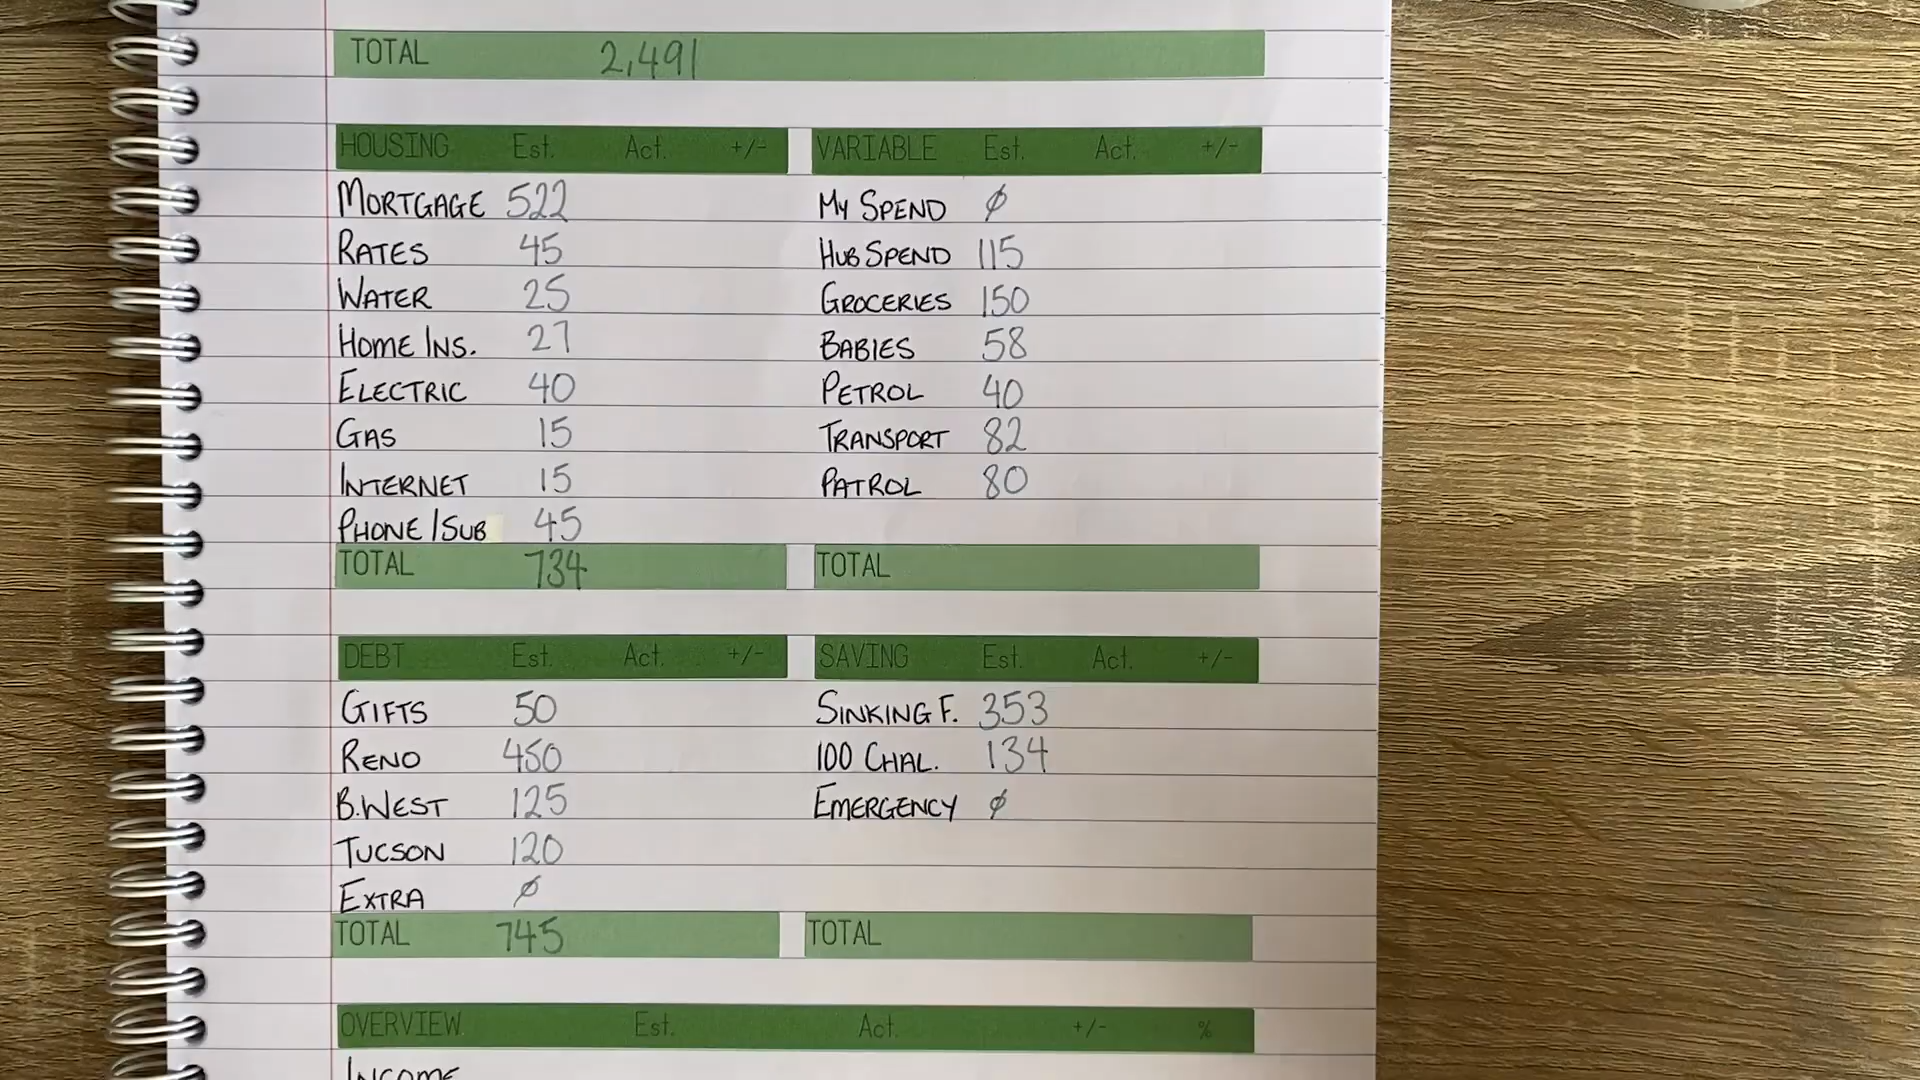 TOTAL 2,491
HOUSING Est. Act. +/-
MORTGAGE 522
RATES 45
WATER 25
HOME INS. 27
ELECTRIC 40
GAS 15
INTERNET 15
PHONE/SUB 45
TOTAL 734
VARIABLE Est. Act. +/-
MY SPEND ∅
HUB SPEND 115
GROCERIES 150
BABIES 58
PETROL 40
TRANSPORT 82
PATROL 80
TOTAL
DEBT Est. Act. +/-
GIFTS 50
RENO 450
B.WEST 125
TUCSON 120
EXTRA ∅
TOTAL 745
SAVING Est. Act. +/-
SINKING F. 353
100 CHAL. 134
EMERGENCY ∅
TOTAL
OVERVIEW Est. Act. +/- %
INCOME